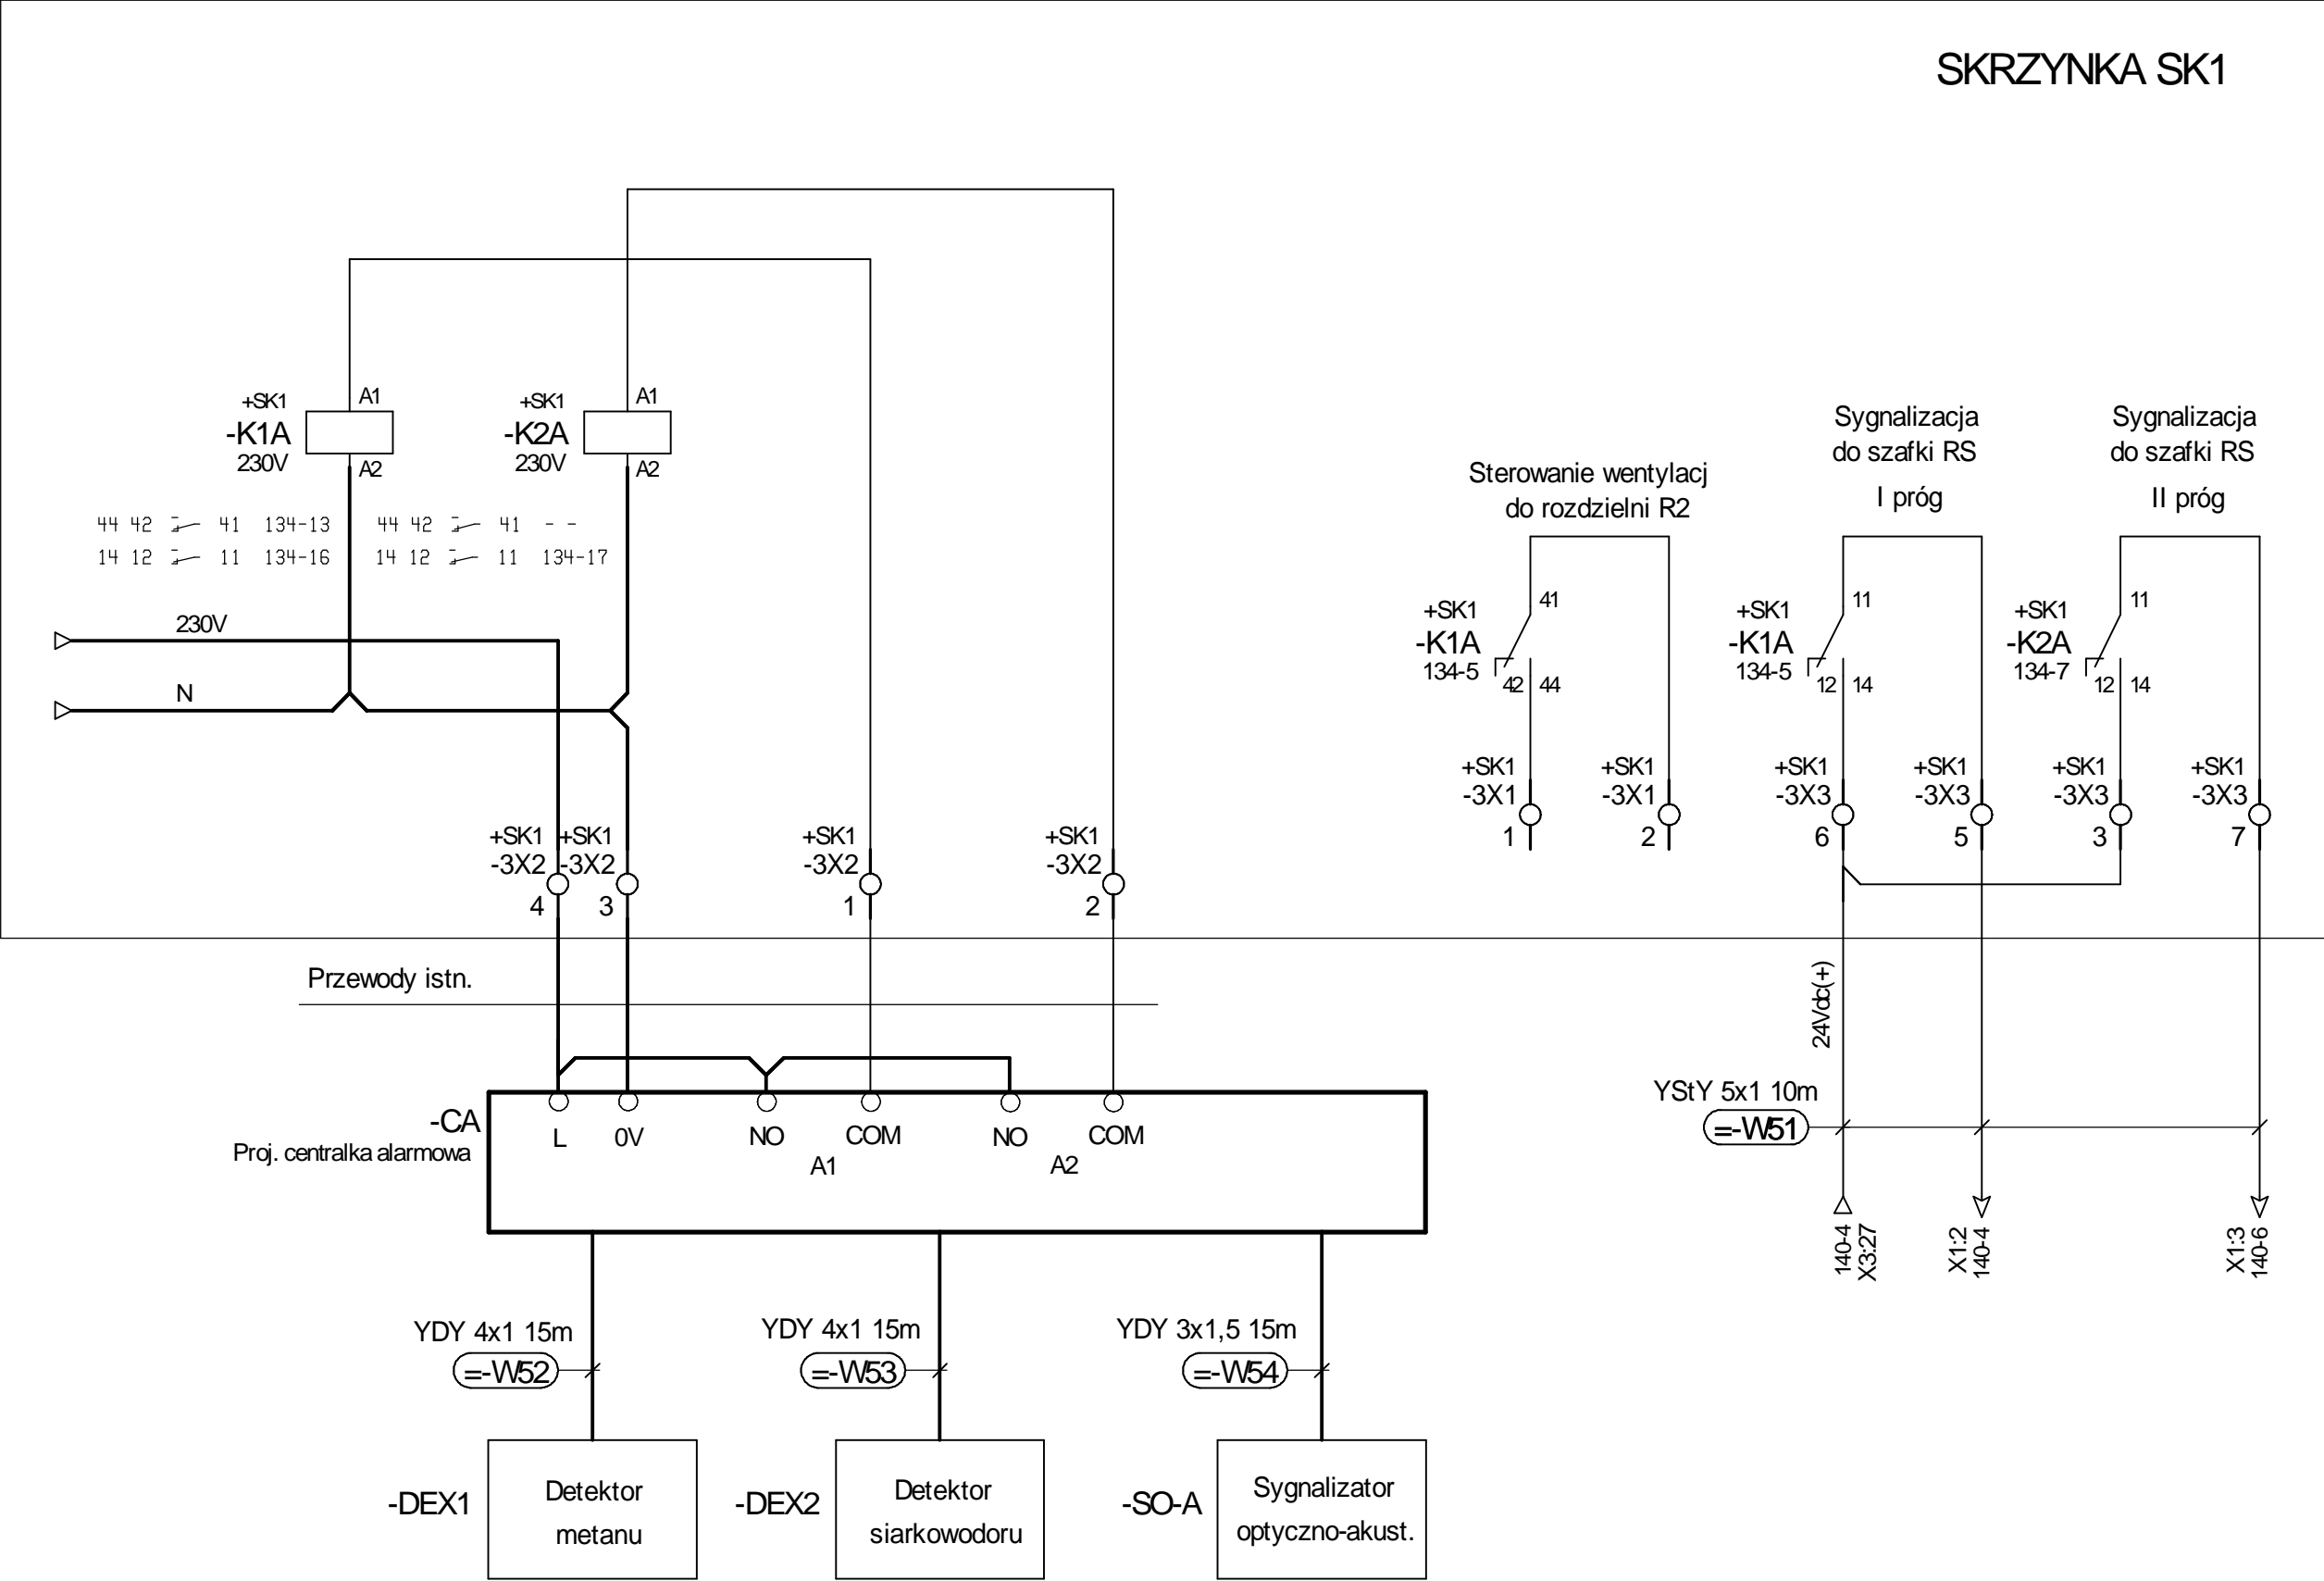 SKRZYNKA SK1
+SK1
-K1A
230V
A1
A2
+SK1
-K2A
230V
A1
A2
44 42 41 134-13
14 12 11 134-16
44 42 41 - -
14 12 11 134-17
230V
N
Sterowanie wentylacj
do rozdzielni R2
Sygnalizacja
do szafki RS
I próg
Sygnalizacja
do szafki RS
II próg
+SK1
-K1A
134-5
41
42 44
+SK1
-K1A
134-5
11
12 14
+SK1
-K2A
134-7
11
12 14
+SK1
-3X1
1
+SK1
-3X1
2
+SK1
-3X3
6
+SK1
-3X3
5
+SK1
-3X3
3
+SK1
-3X3
7
+SK1
-3X2
4
+SK1
-3X2
3
+SK1
-3X2
1
+SK1
-3X2
2
Przewody istn.
24Vdc(+)
YStY 5x1 10m
=-W51
140-4
X3:27
X1:2
140-4
X1:3
140-6
-CA
Proj. centralka alarmowa
L
0V
NO
COM
A1
NO
COM
A2
YDY 4x1 15m
=-W52
YDY 4x1 15m
=-W53
YDY 3x1,5 15m
=-W54
-DEX1
Detektor
metanu
-DEX2
Detektor
siarkowodoru
-SO-A
Sygnalizator
optyczno-akust.